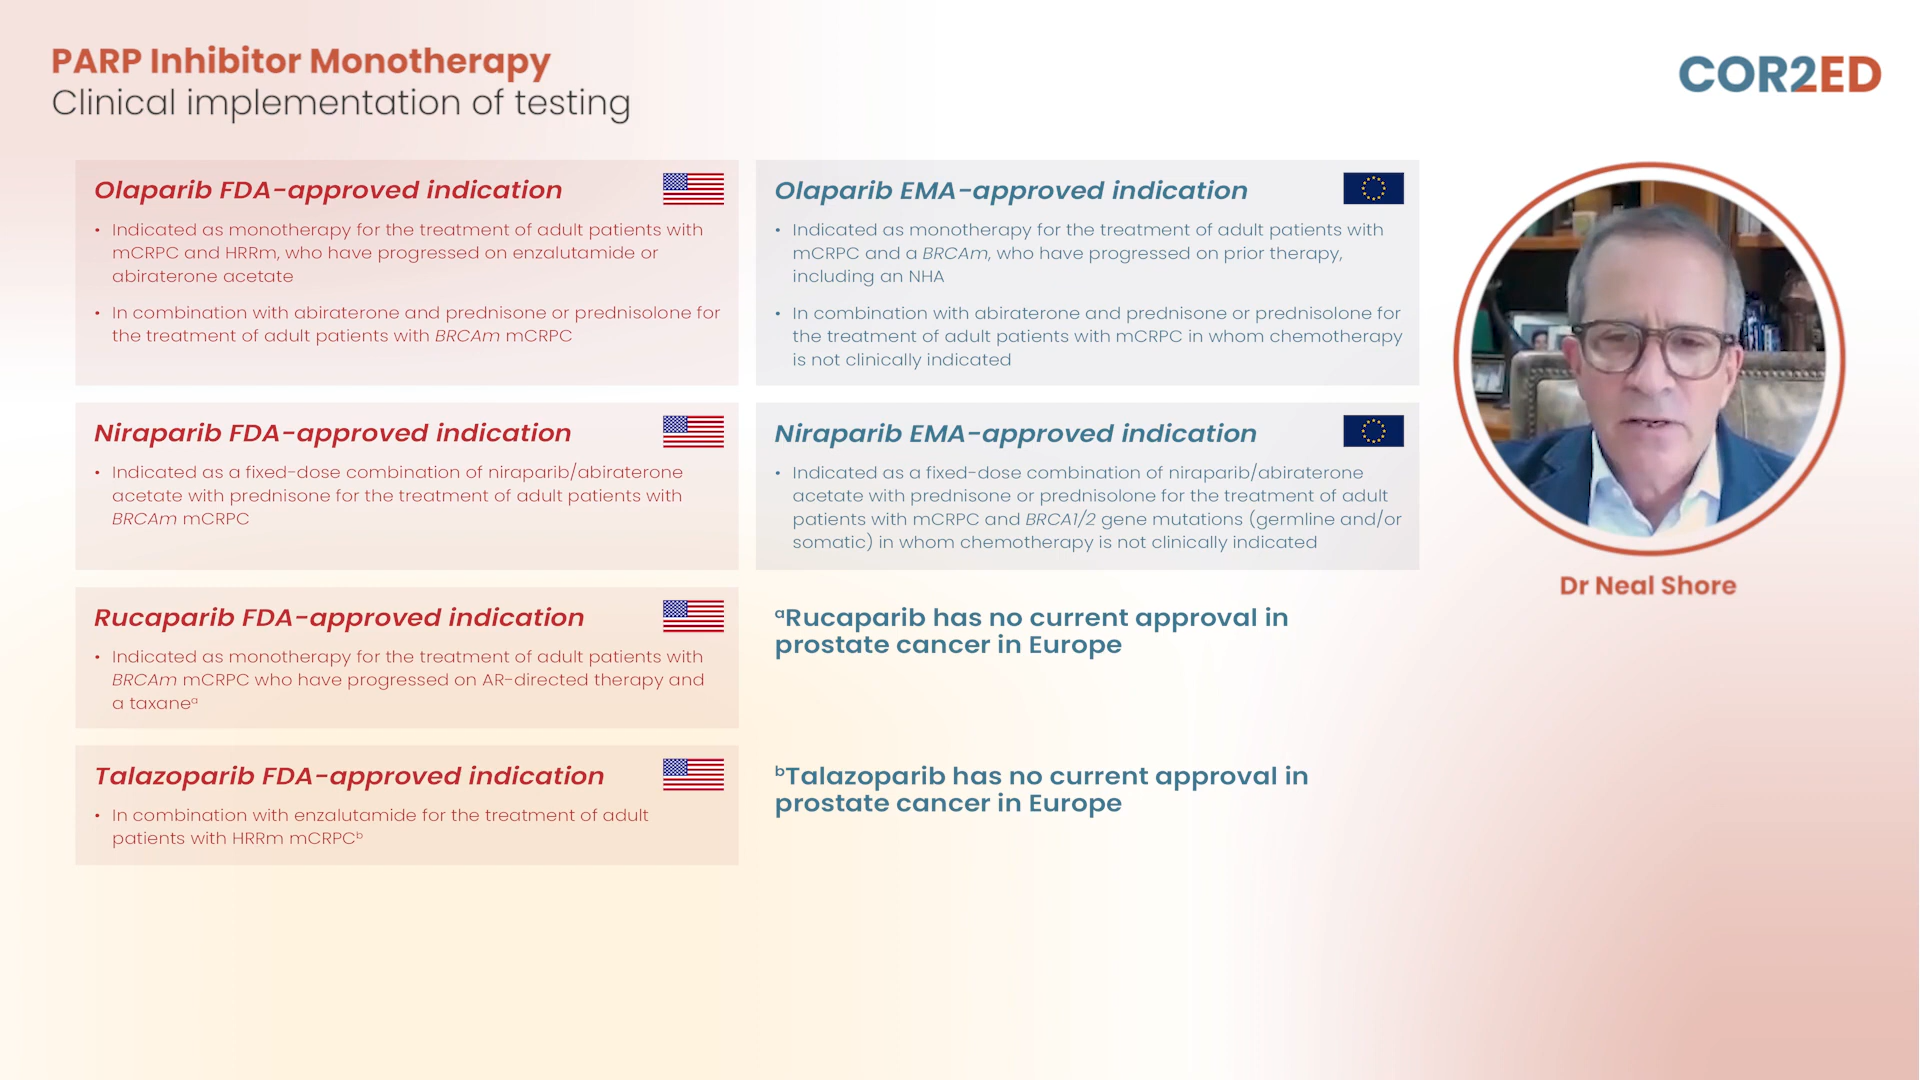 PARP Inhibitor Monotherapy
Clinical implementation of testing
COR2ED
Olaparib FDA-approved indication
• Indicated as monotherapy for the treatment of adult patients with
mCRPC and HRRm, who have progressed on enzalutamide or
abiraterone acetate
• In combination with abiraterone and prednisone or prednisolone for
the treatment of adult patients with BRCAm mCRPC
Olaparib EMA-approved indication
• Indicated as monotherapy for the treatment of adult patients with
mCRPC and a BRCAm, who have progressed on prior therapy,
including an NHA
• In combination with abiraterone and prednisone or prednisolone for
the treatment of adult patients with mCRPC in whom chemotherapy
is not clinically indicated
Niraparib FDA-approved indication
• Indicated as a fixed-dose combination of niraparib/abiraterone
acetate with prednisone for the treatment of adult patients with
BRCAm mCRPC
Niraparib EMA-approved indication
• Indicated as a fixed-dose combination of niraparib/abiraterone
acetate with prednisone or prednisolone for the treatment of adult
patients with mCRPC and BRCA1/2 gene mutations (germline and/or
somatic) in whom chemotherapy is not clinically indicated
Rucaparib FDA-approved indication
• Indicated as monotherapy for the treatment of adult patients with
BRCAm mCRPC who have progressed on AR-directed therapy and
a taxaneᵃ
ᵃRucaparib has no current approval in
prostate cancer in Europe
Talazoparib FDA-approved indication
• In combination with enzalutamide for the treatment of adult
patients with HRRm mCRPCᵇ
ᵇTalazoparib has no current approval in
prostate cancer in Europe
Dr Neal Shore